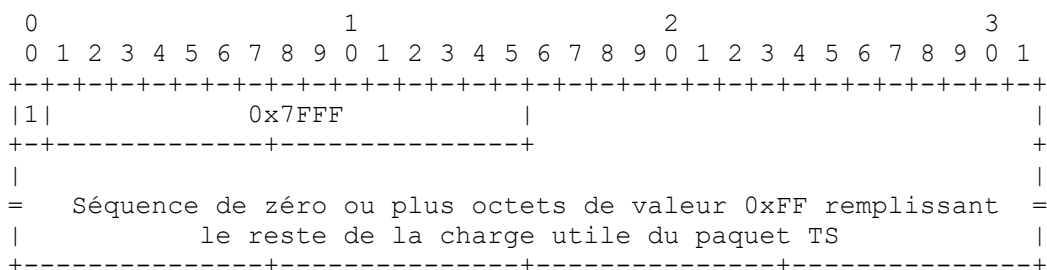 0                   1                   2                   3
 0 1 2 3 4 5 6 7 8 9 0 1 2 3 4 5 6 7 8 9 0 1 2 3 4 5 6 7 8 9 0 1
+-+-+-+-+-+-+-+-+-+-+-+-+-+-+-+-+-+-+-+-+-+-+-+-+-+-+-+-+-+-+-+-+
|1|            0x7FFF           |                               |
+-+-------------+---------------+                               +
|                                                               |
=   Séquence de zéro ou plus octets de valeur 0xFF remplissant  =
|           le reste de la charge utile du paquet TS            |
+---------------+---------------+---------------+---------------+